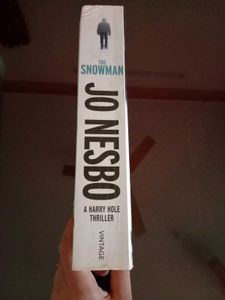 THE
SNOWMAN
JO NESBO
A HARRY HOLE
THRILLER
VINTAGE